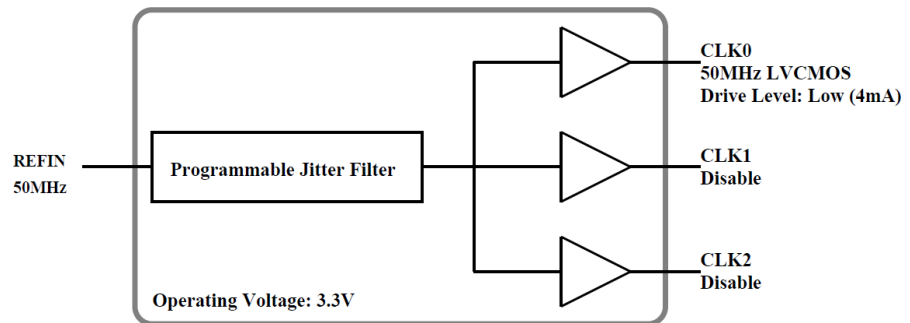 CLK0
50MHz LVCMOS
Drive Level: Low (4mA)
REFIN
50MHz
Programmable Jitter Filter
CLK1
Disable
CLK2
Disable
Operating Voltage: 3.3V